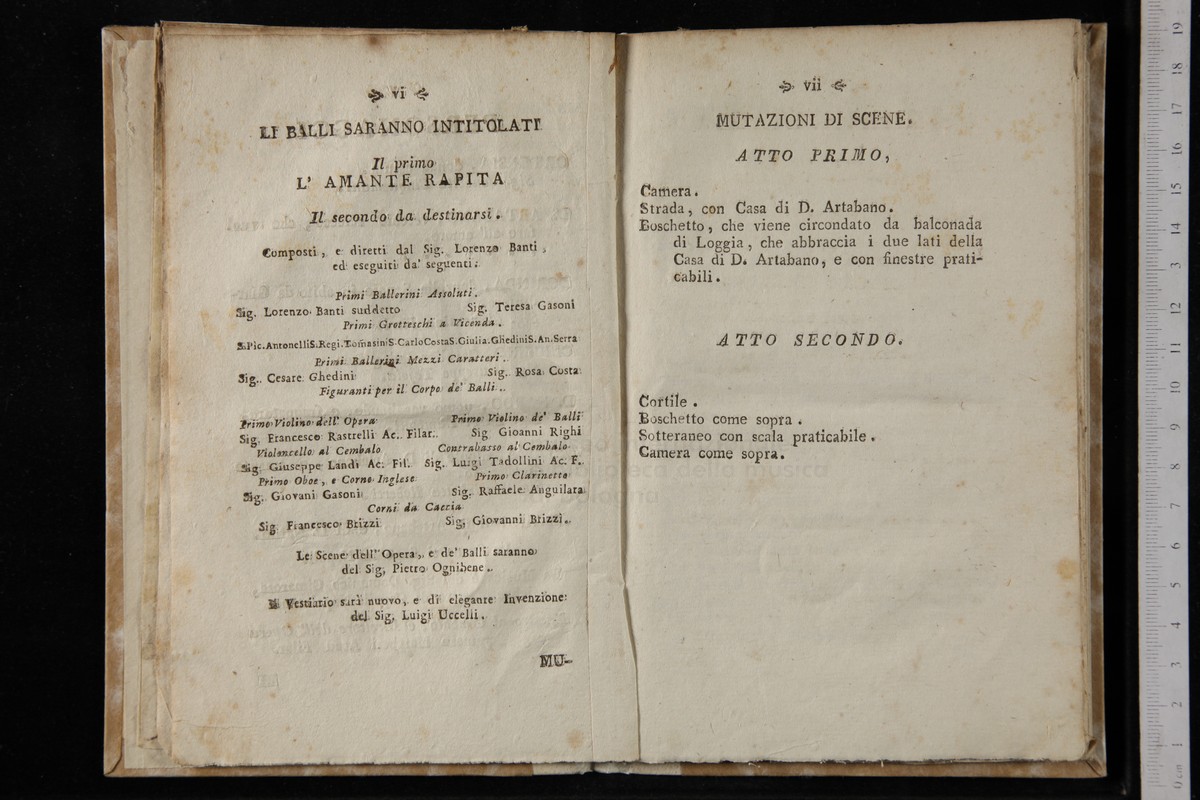 vi
LI BALLI SARANNO INTITOLATI
Il primo
L' AMANTE RAPITA
Il secondo da destinarsi.
Composti, e diretti dal Sig. Lorenzo Banti,
ed eseguiti da' seguenti:
Primi Ballerini Assoluti.
Sig. Lorenzo Banti suddetto Sig. Teresa Gasoni
Primi Grotteschi a Vicenda.
S.Pic.AntonelliS.Regi.TomasiniS.CarloCostaS.Giulia.GhediniS.An.Serra
Primi Ballerini Mezzi Caratteri.
Sig. Cesare Ghedini Sig. Rosa Costa
Figuranti per il Corpo de' Balli.
Primo Violino dell' Opera Primo Violino de' Balli
Sig. Francesco Rastrelli Ac. Filar. Sig Gioanni Righi
Violoncello al Cembalo Contrabasso al Cembalo
Sig. Giuseppe Landi Ac. Fil. Sig. Luigi Tadollini Ac. F.
Primo Oboe, e Corno Inglese Primo Clarinetto
Sig. Giovani Gasoni Sig. Raffaele Anguilara
Corni da Caccia
Sig. Francesco Brizzi Sig. Giovanni Brizzi.
Le Scene dell' Opera, e de' Balli saranno
del Sig. Pietro Ognibene.
Il Vestiario sarà nuovo, e di elegante Invenzione
del Sig. Luigi Uccelli.
MU-
vii
MUTAZIONI DI SCENE.
ATTO PRIMO,
Camera.
Strada, con Casa di D. Artabano.
Boschetto, che viene circondato da balconada
di Loggia, che abbraccia i due lati della
Casa di D. Artabano, e con finestre prati-
cabili.
ATTO SECONDO.
Cortile.
Boschetto come sopra.
Sotteraneo con scala praticabile.
Camera come sopra.